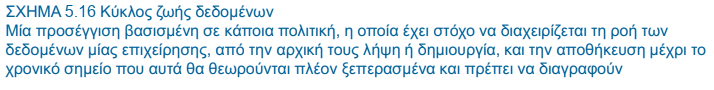 ΣΧΗΜΑ 5.16 Κύκλος ζωής δεδομένων
Μία προσέγγιση βασισμένη σε κάποια πολιτική, η οποία έχει στόχο να διαχειρίζεται τη ροή των
δεδομένων μίας επιχείρησης, από την αρχική τους λήψη ή δημιουργία, και την αποθήκευση μέχρι το
χρονικό σημείο που αυτά θα θεωρούνται πλέον ξεπερασμένα και πρέπει να διαγραφούν